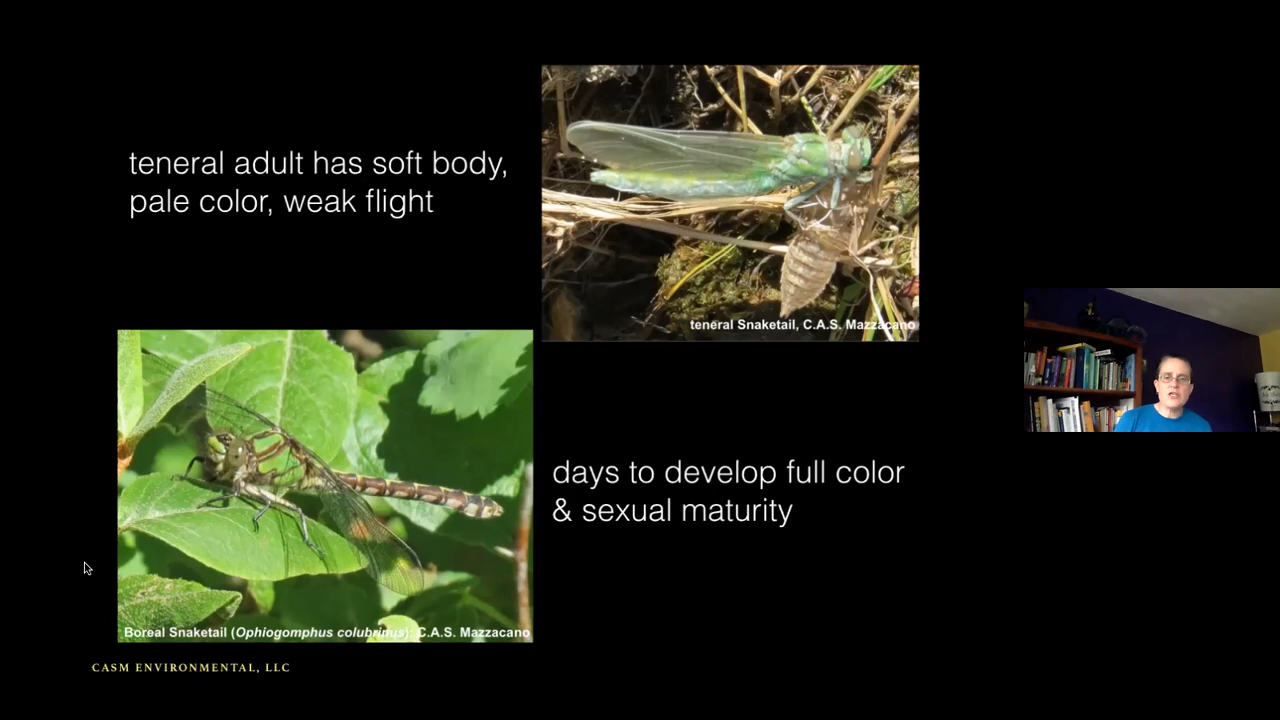 teneral adult has soft body,
pale color, weak flight
teneral Snaketail, C.A.S. Mazzacano
days to develop full color
& sexual maturity
Boreal Snaketail (Ophiogomphus colubrinus); C.A.S. Mazzacano
CASM ENVIRONMENTAL, LLC